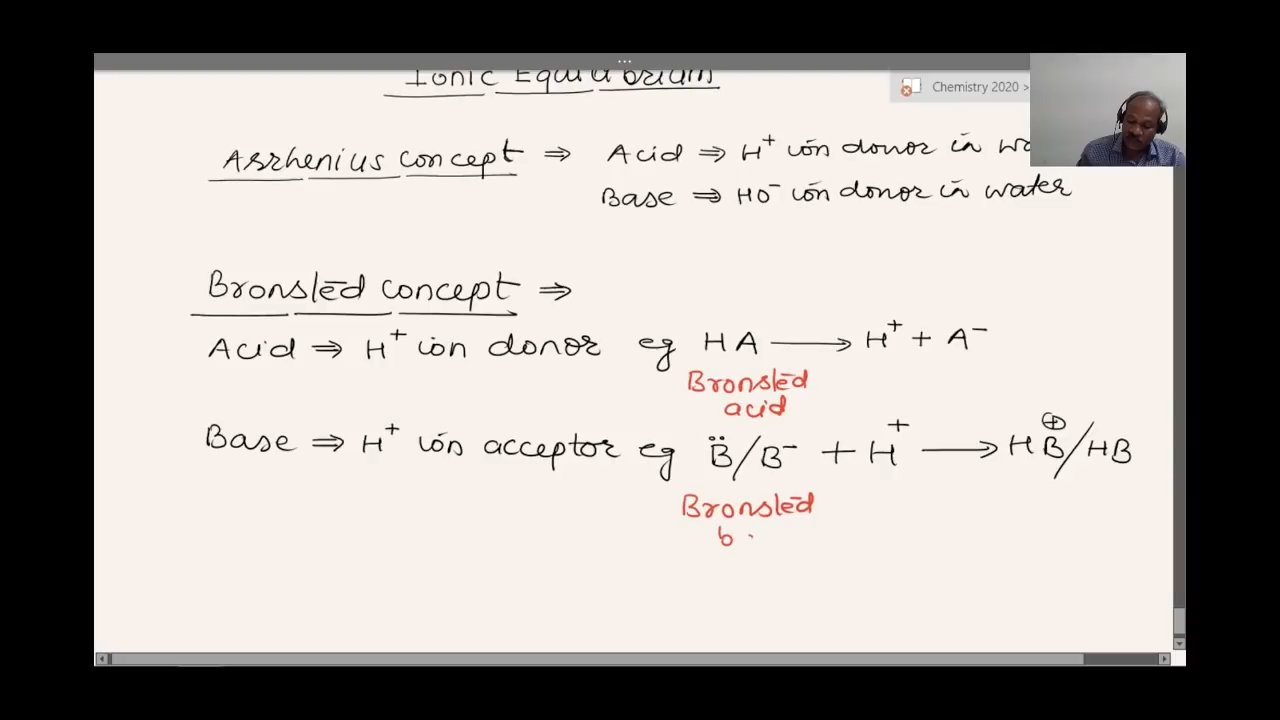 Ionic Equilibrium
Chemistry 2020 >
Arrhenius concept ⇒ Acid ⇒ H⁺ ion donor in
Base ⇒ HO⁻ ion donor in water
Bronsted concept ⇒
Acid ⇒ H⁺ ion donor eg HA ⟶ H⁺ + A⁻
Bronsted
acid
Base ⇒ H⁺ ion acceptor eg B̈/B⁻ + H⁺ ⟶ HB⊕/HB
Bronsted
b